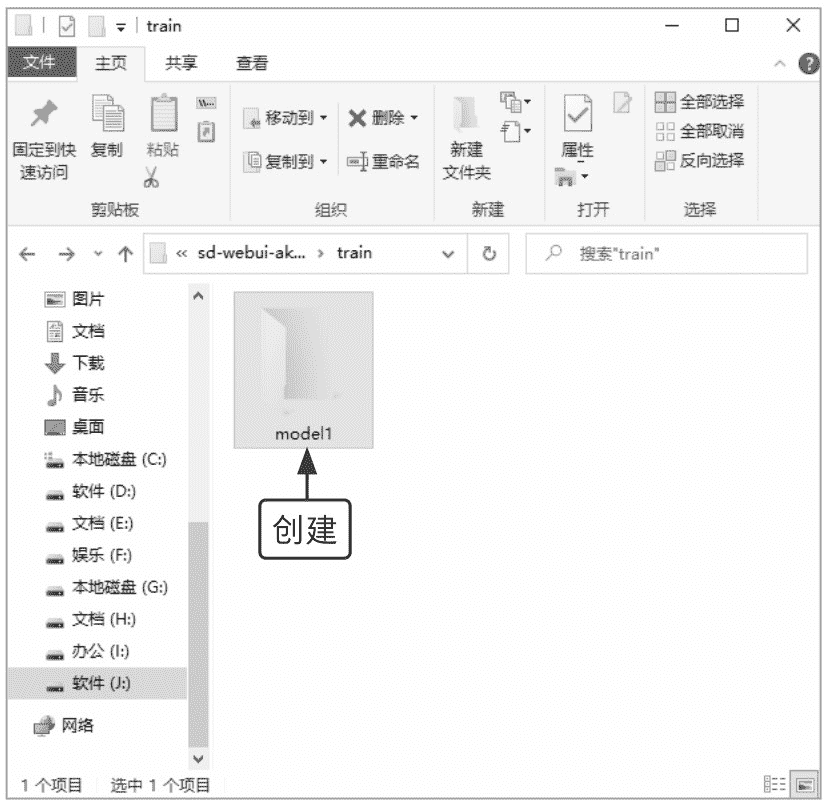 train
文件 主页 共享 查看
固定到快速访问
复制
粘贴
剪贴板
移动到
复制到
删除
重命名
组织
新建
文件夹
新建
属性
打开
全部选择
全部取消
反向选择
选择
« sd-webui-ak... › train
搜索"train"
图片
文档
下载
音乐
桌面
本地磁盘 (C:)
软件 (D:)
文档 (E:)
娱乐 (F:)
本地磁盘 (G:)
文档 (H:)
办公 (I:)
软件 (J:)
网络
model1
创建
1 个项目 选中 1 个项目